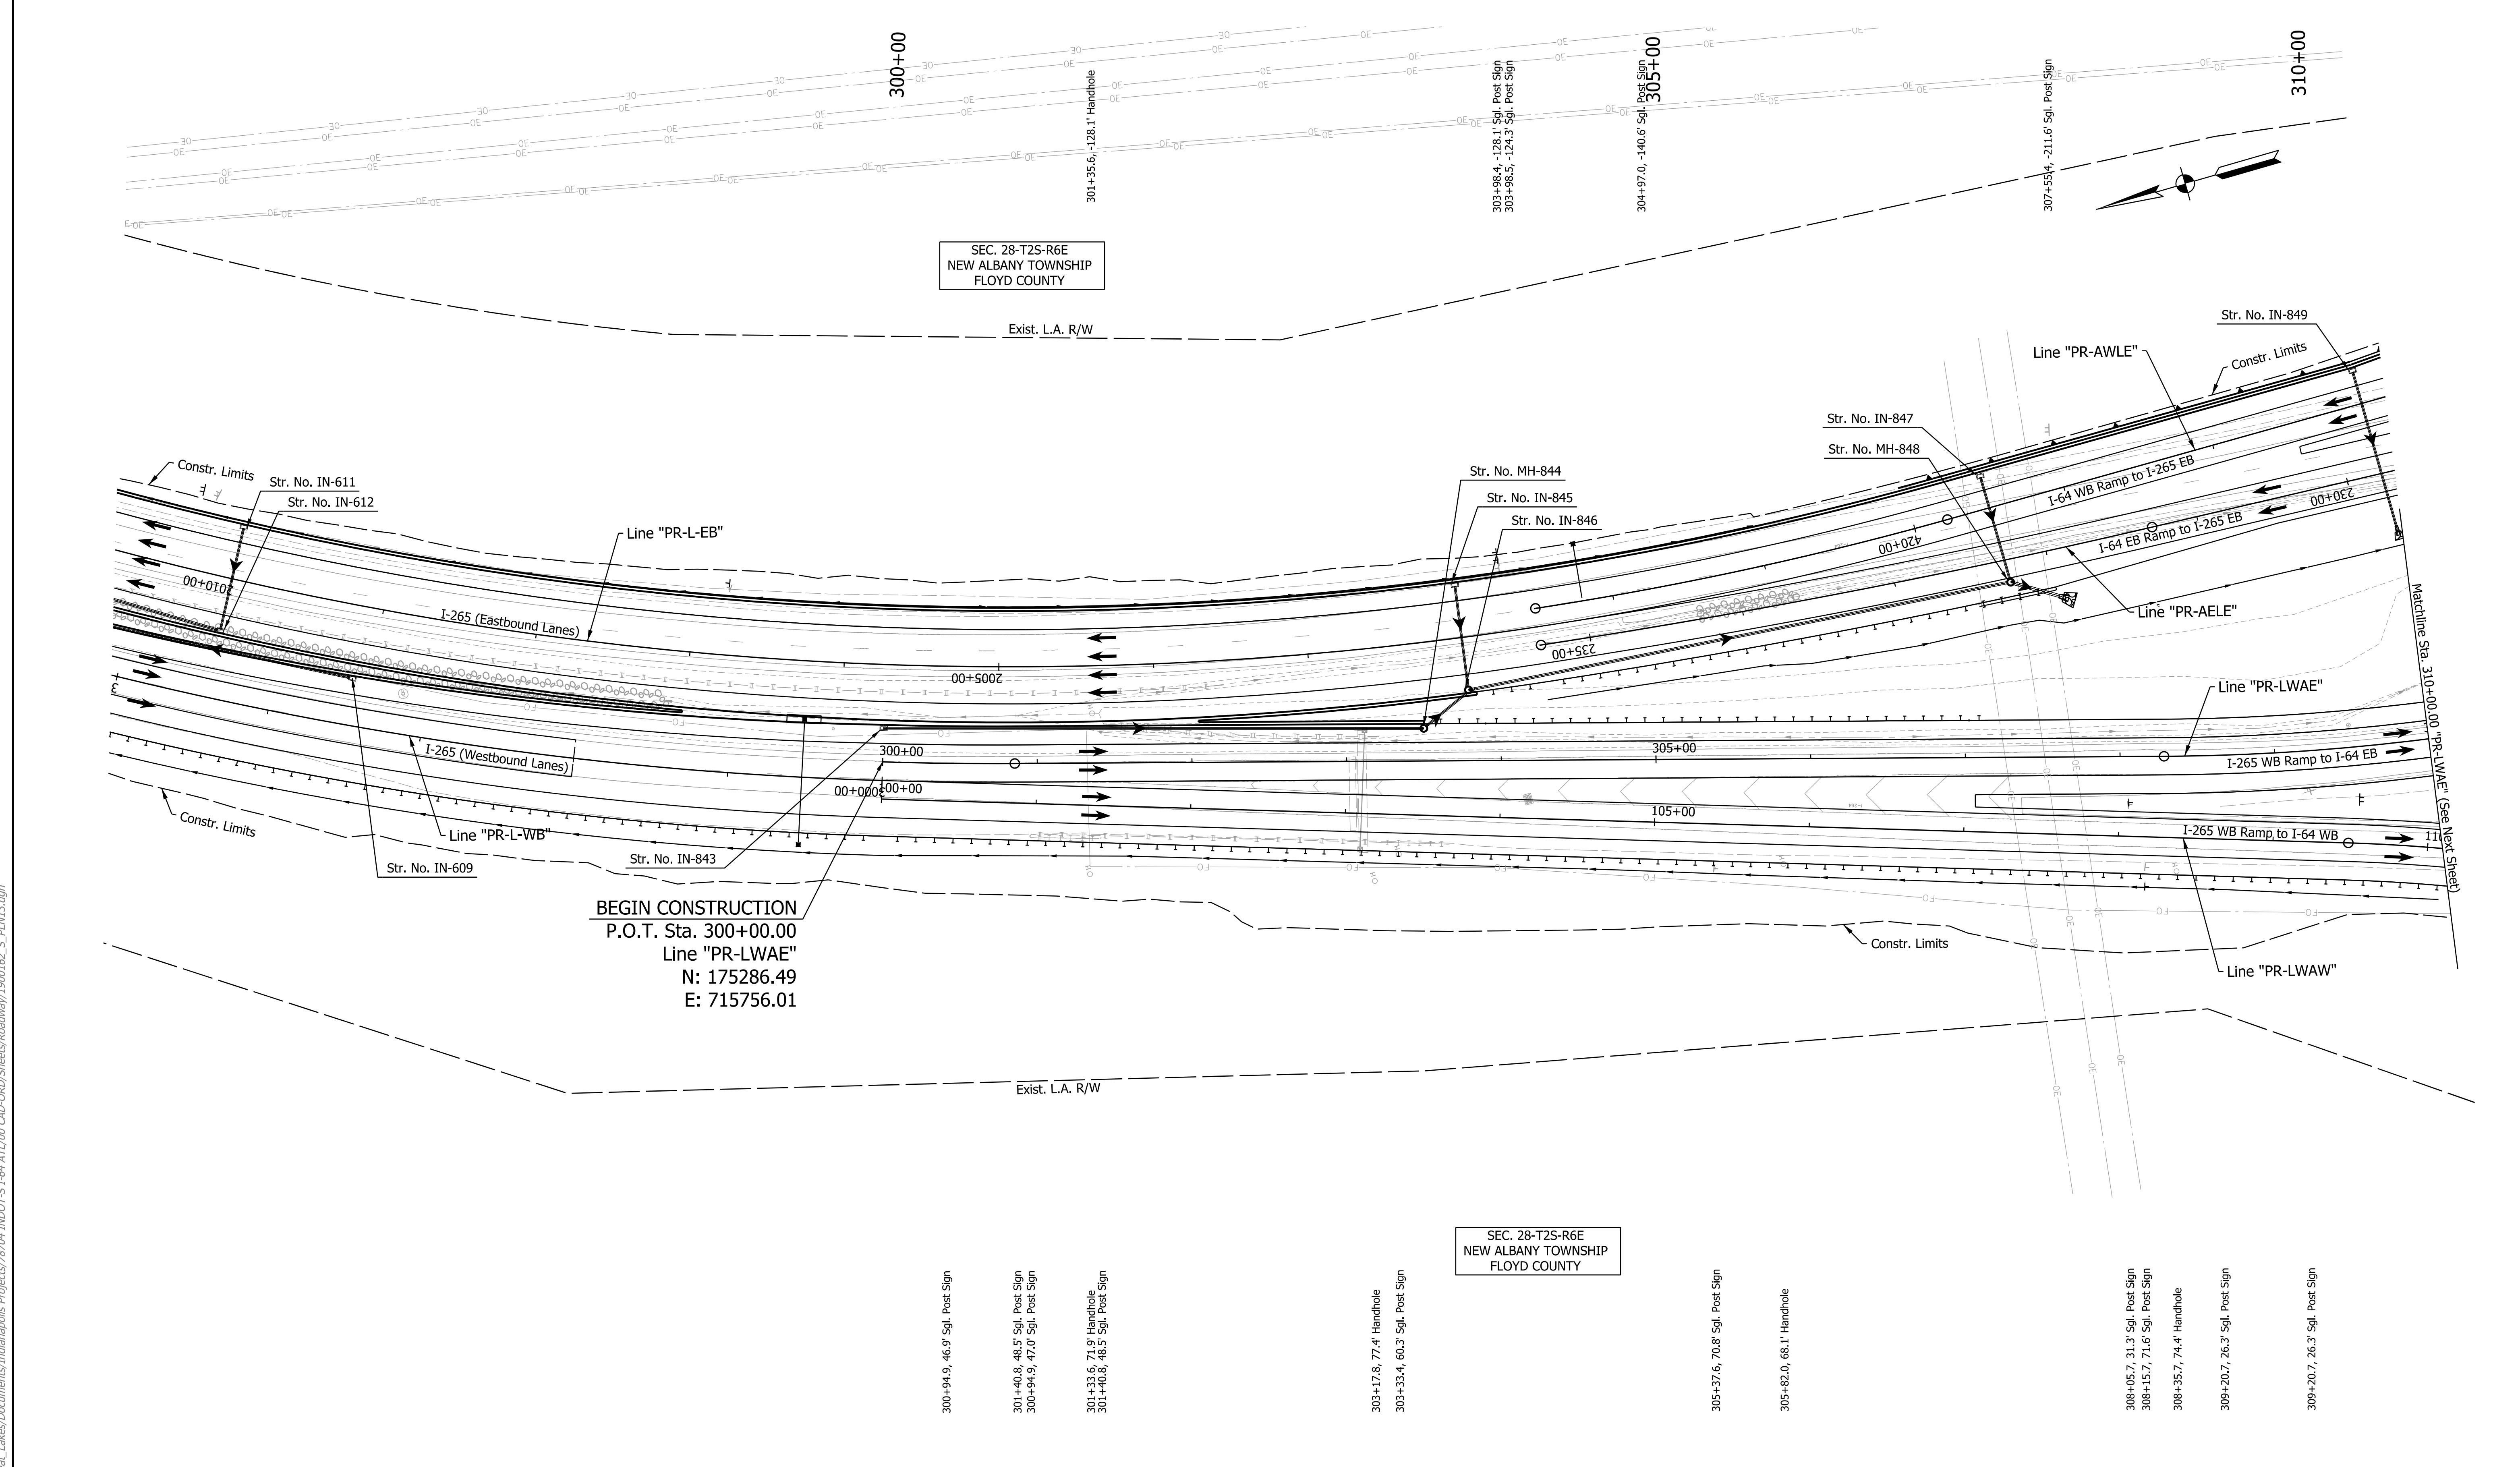 300+00
305+00
310+00
301+35.6, -128.1' Handhole
303+98.4, -128.1' Sgl. Post Sign
303+98.5, -124.3' Sgl. Post Sign
304+97.0, -140.6' Sgl. Post Sign
307+55.4, -211.6' Sgl. Post Sign
SEC. 28-T2S-R6E
NEW ALBANY TOWNSHIP
FLOYD COUNTY
Exist. L.A. R/W
Str. No. IN-849
Line "PR-AWLE"
Constr. Limits
Str. No. IN-847
Str. No. MH-848
Constr. Limits
Str. No. IN-611
Str. No. IN-612
Str. No. MH-844
Str. No. IN-845
Str. No. IN-846
Line "PR-L-EB"
I-64 WB Ramp to I-265 EB
230+00
420+00
I-64 EB Ramp to I-265 EB
2010+00
I-265 (Eastbound Lanes)
235+00
2005+00
Line "PR-AELE"
Line "PR-LWAE"
Matchline Sta. 310+00.00 "PR-LWAE" (See Next Sheet)
3
I-265 (Westbound Lanes)
300+00
305+00
I-265 WB Ramp to I-64 EB
3000+00
100+00
105+00
I-265 WB Ramp to I-64 WB
Constr. Limits
Line "PR-L-WB"
Str. No. IN-609
Str. No. IN-843
BEGIN CONSTRUCTION
P.O.T. Sta. 300+00.00
Line "PR-LWAE"
N: 175286.49
E: 715756.01
Constr. Limits
Line "PR-LWAW"
Exist. L.A. R/W
SEC. 28-T2S-R6E
NEW ALBANY TOWNSHIP
FLOYD COUNTY
300+94.9, 46.9' Sgl. Post Sign
301+40.8, 48.5' Sgl. Post Sign
300+94.9, 47.0' Sgl. Post Sign
301+33.6, 71.9' Handhole
301+40.8, 48.5' Sgl. Post Sign
303+17.8, 77.4' Handhole
303+33.4, 60.3' Sgl. Post Sign
305+37.6, 70.8' Sgl. Post Sign
305+82.0, 68.1' Handhole
308+05.7, 31.3' Sgl. Post Sign
308+15.7, 71.6' Sgl. Post Sign
308+35.7, 74.4' Handhole
309+20.7, 26.3' Sgl. Post Sign
309+20.7, 26.3' Sgl. Post Sign